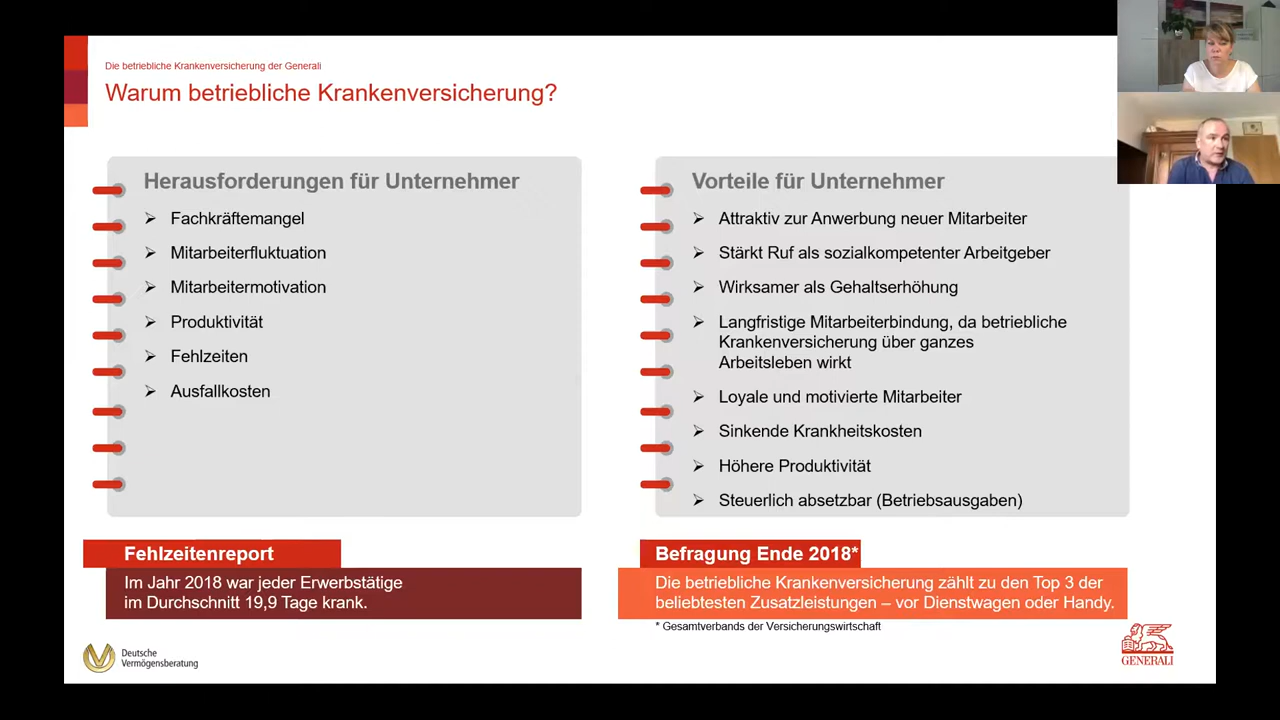 Die betriebliche Krankenversicherung der Generali
Warum betriebliche Krankenversicherung?
Herausforderungen für Unternehmer
Fachkräftemangel
Mitarbeiterfluktuation
Mitarbeitermotivation
Produktivität
Fehlzeiten
Ausfallkosten
Fehlzeitenreport
Im Jahr 2018 war jeder Erwerbstätige
im Durchschnitt 19,9 Tage krank.
Vorteile für Unternehmer
Attraktiv zur Anwerbung neuer Mitarbeiter
Stärkt Ruf als sozialkompetenter Arbeitgeber
Wirksamer als Gehaltserhöhung
Langfristige Mitarbeiterbindung, da betriebliche
Krankenversicherung über ganzes
Arbeitsleben wirkt
Loyale und motivierte Mitarbeiter
Sinkende Krankheitskosten
Höhere Produktivität
Steuerlich absetzbar (Betriebsausgaben)
Befragung Ende 2018*
Die betriebliche Krankenversicherung zählt zu den Top 3 der
beliebtesten Zusatzleistungen – vor Dienstwagen oder Handy.
* Gesamtverbands der Versicherungswirtschaft
Deutsche
Vermögensberatung
GENERALI